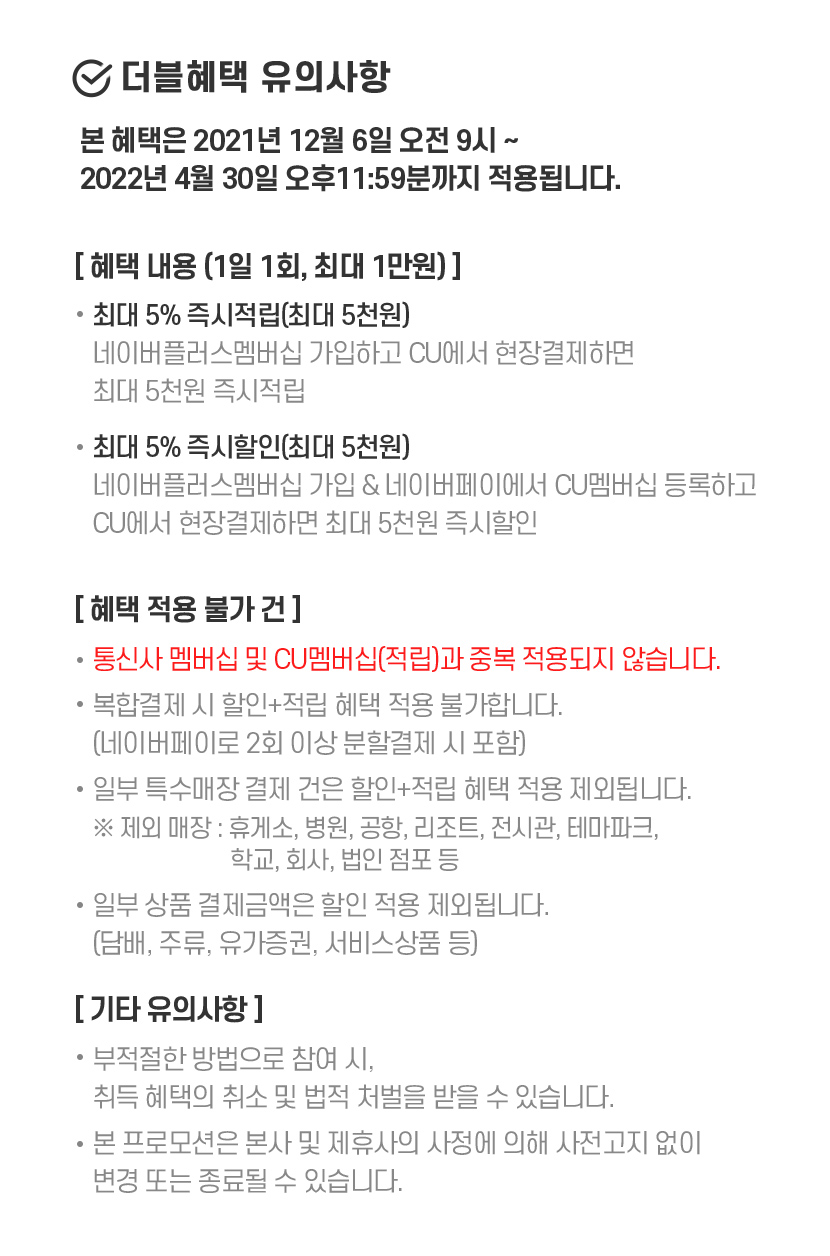 더블혜택 유의사항
본 혜택은 2021년 12월 6일 오전 9시 ~
2022년 4월 30일 오후11:59분까지 적용됩니다.
[ 혜택 내용 (1일 1회, 최대 1만원) ]
• 최대 5% 즉시적립(최대 5천원)
네이버플러스멤버십 가입하고 CU에서 현장결제하면
최대 5천원 즉시적립
• 최대 5% 즉시할인(최대 5천원)
네이버플러스멤버십 가입 & 네이버페이에서 CU멤버십 등록하고
CU에서 현장결제하면 최대 5천원 즉시할인
[ 혜택 적용 불가 건 ]
• 통신사 멤버십 및 CU멤버십(적립)과 중복 적용되지 않습니다.
• 복합결제 시 할인+적립 혜택 적용 불가합니다.
(네이버페이로 2회 이상 분할결제 시 포함)
• 일부 특수매장 결제 건은 할인+적립 혜택 적용 제외됩니다.
※ 제외 매장 : 휴게소, 병원, 공항, 리조트, 전시관, 테마파크,
학교, 회사, 법인 점포 등
• 일부 상품 결제금액은 할인 적용 제외됩니다.
(담배, 주류, 유가증권, 서비스상품 등)
[ 기타 유의사항 ]
• 부적절한 방법으로 참여 시,
취득 혜택의 취소 및 법적 처벌을 받을 수 있습니다.
• 본 프로모션은 본사 및 제휴사의 사정에 의해 사전고지 없이
변경 또는 종료될 수 있습니다.